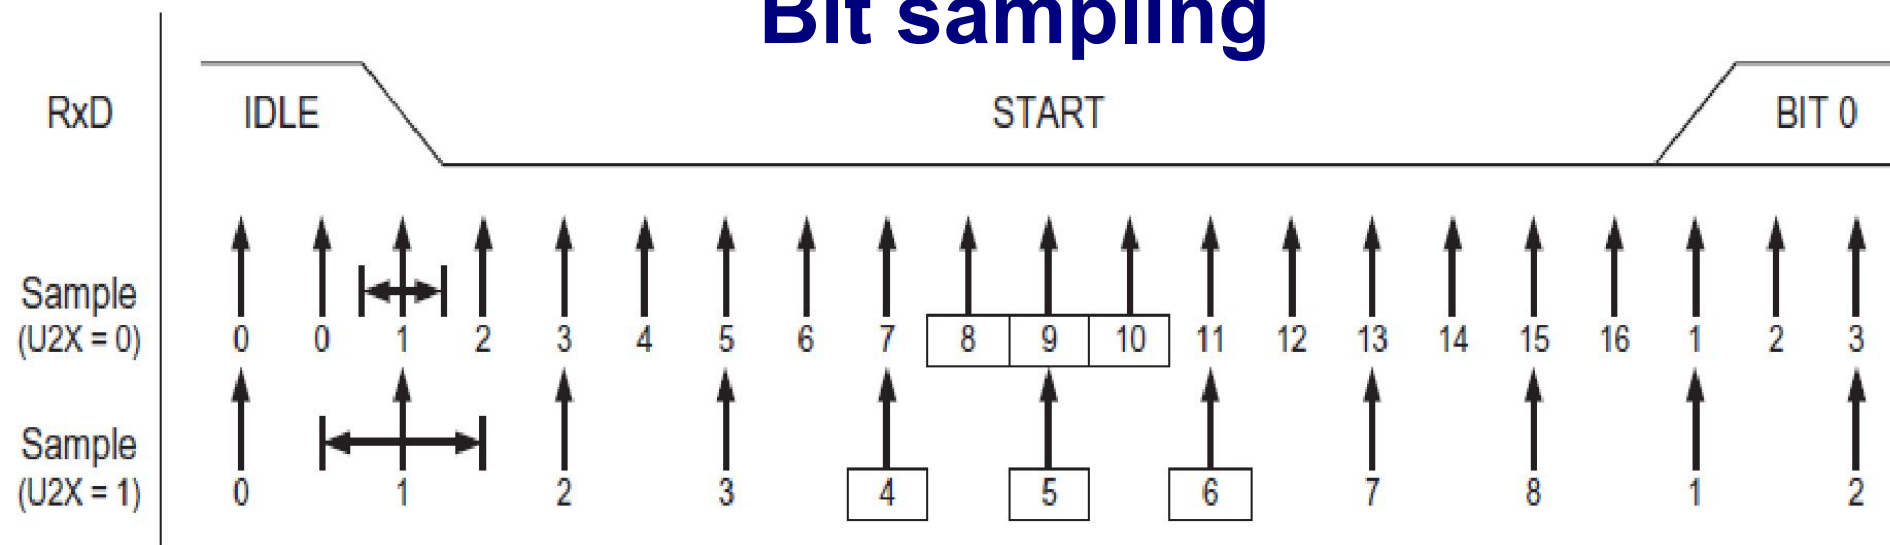 Bit sampling
RxD IDLE START BIT 0
Sample
(U2X = 0) 0 0 1 2 3 4 5 6 7 8 9 10 11 12 13 14 15 16 1 2 3
Sample
(U2X = 1) 0 1 2 3 4 5 6 7 8 1 2